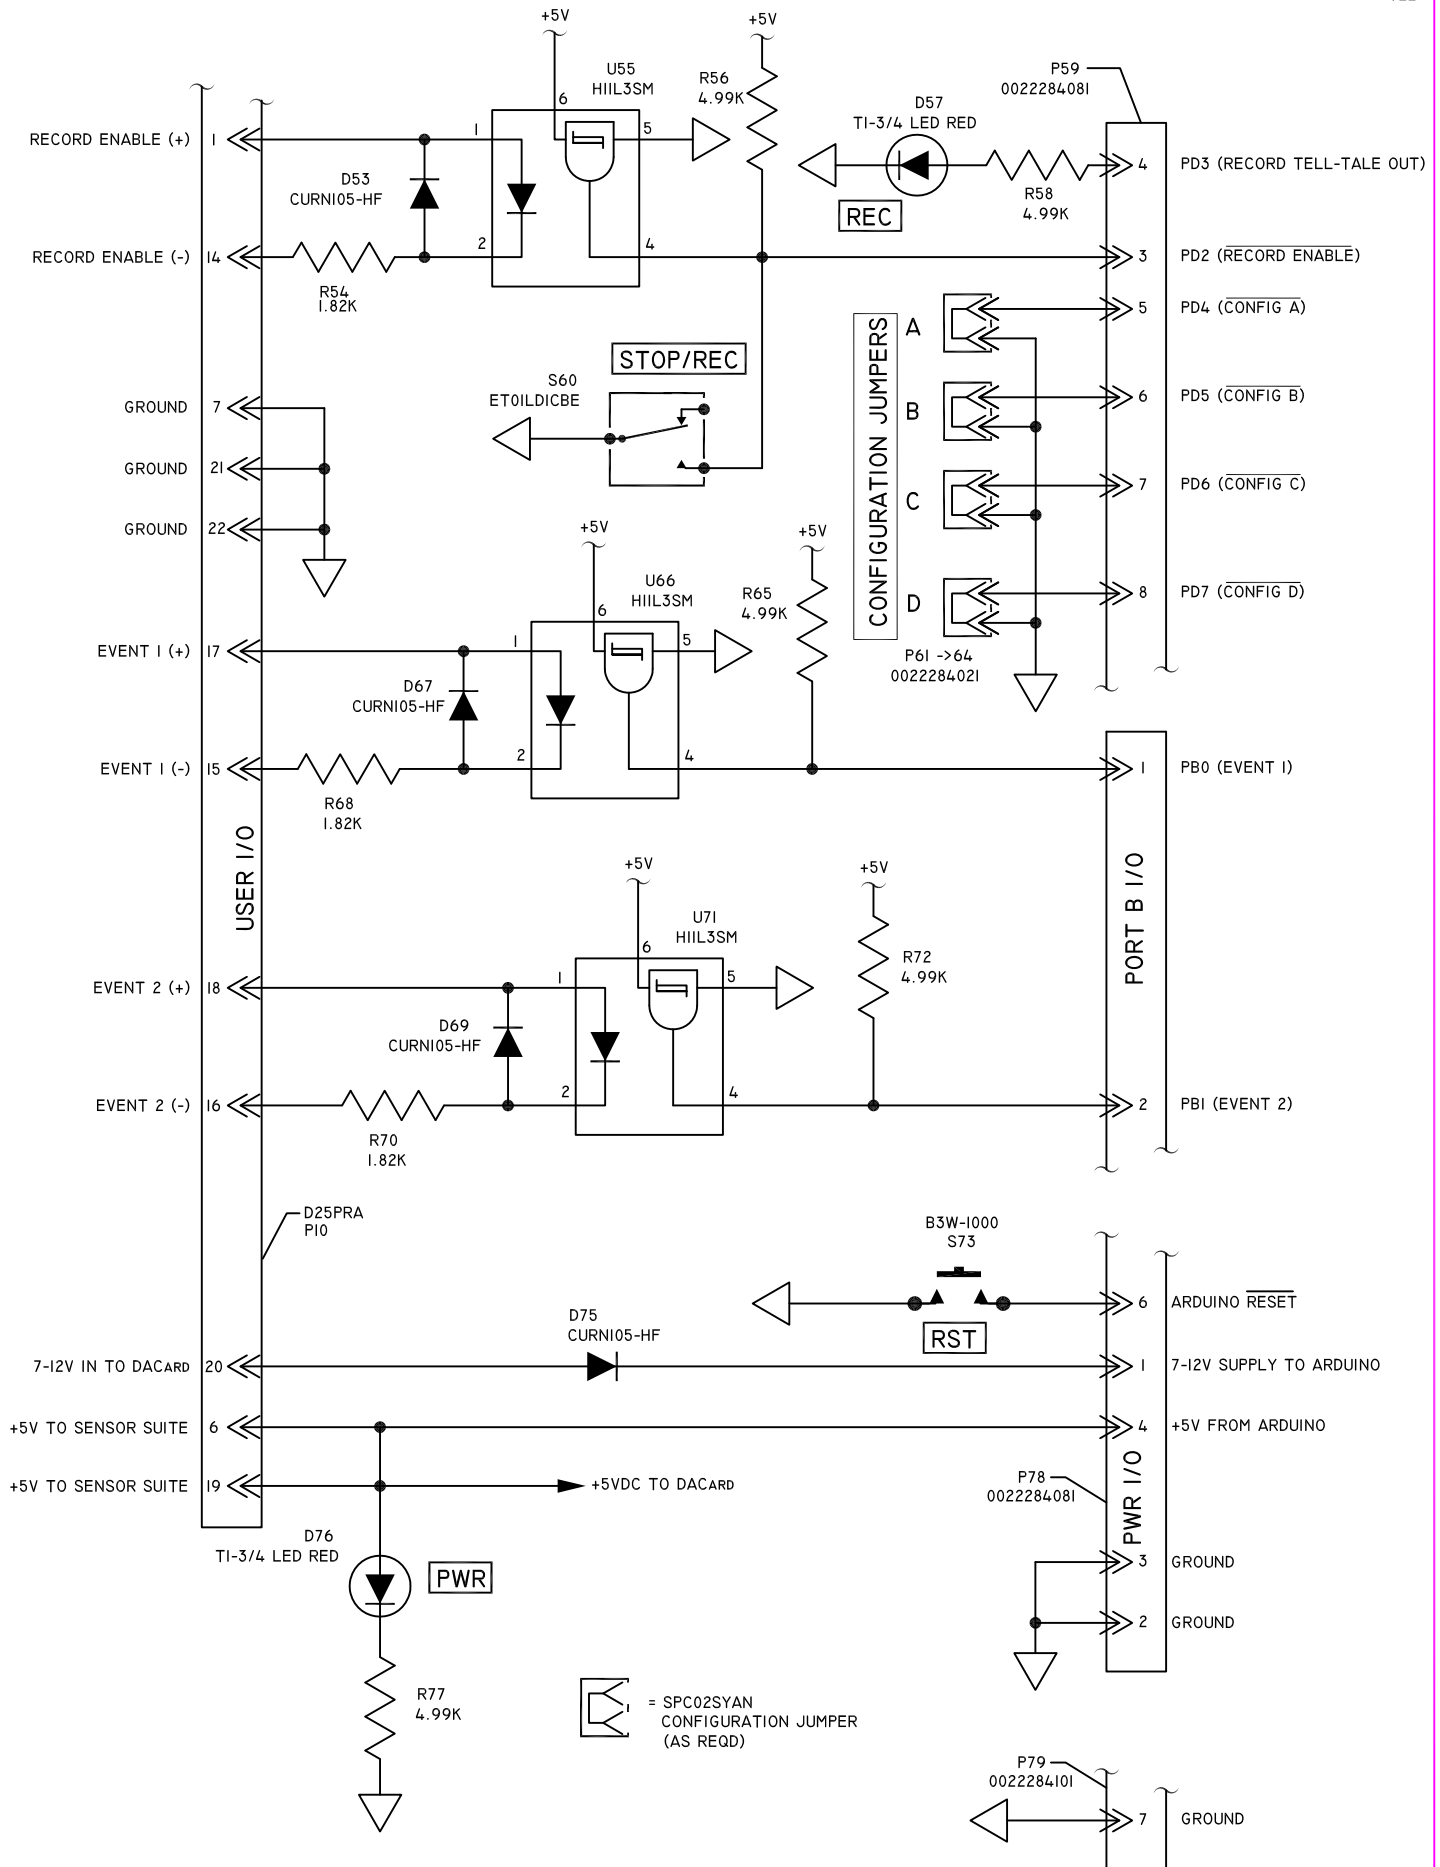 +5V
+5V
U55
H11L3SM
R56
4.99K
P59
0022284081
D57
T1-3/4 LED RED
6
1
5
2
4
RECORD ENABLE (+)
1
D53
CURN105-HF
R58
4.99K
REC
4
PD3 (RECORD TELL-TALE OUT)
RECORD ENABLE (-)
14
R54
1.82K
3
PD2 (RECORD ENABLE)
5
PD4 (CONFIG A)
6
PD5 (CONFIG B)
7
PD6 (CONFIG C)
8
PD7 (CONFIG D)
CONFIGURATION JUMPERS
A
B
C
D
P61 ->64
0022284021
STOP/REC
S60
ET01LD1CBE
GROUND
7
GROUND
21
GROUND
22
+5V
+5V
U66
H11L3SM
R65
4.99K
6
1
5
2
4
EVENT 1 (+)
17
D67
CURN105-HF
EVENT 1 (-)
15
R68
1.82K
1
PB0 (EVENT 1)
USER I/O
PORT B I/O
+5V
+5V
U71
H11L3SM
R72
4.99K
6
1
5
2
4
EVENT 2 (+)
18
D69
CURN105-HF
EVENT 2 (-)
16
R70
1.82K
2
PB1 (EVENT 2)
D25PRA
P10
B3W-1000
S73
RST
6
ARDUINO RESET
D75
CURN105-HF
7-12V IN TO DACARD
20
1
7-12V SUPPLY TO ARDUINO
+5V TO SENSOR SUITE
6
4
+5V FROM ARDUINO
+5V TO SENSOR SUITE
19
+5VDC TO DACARD
P78
0022284081
PWR I/O
D76
T1-3/4 LED RED
PWR
3
GROUND
2
GROUND
R77
4.99K
= SPC02SYAN
CONFIGURATION JUMPER
(AS REQD)
P79
0022284101
7
GROUND